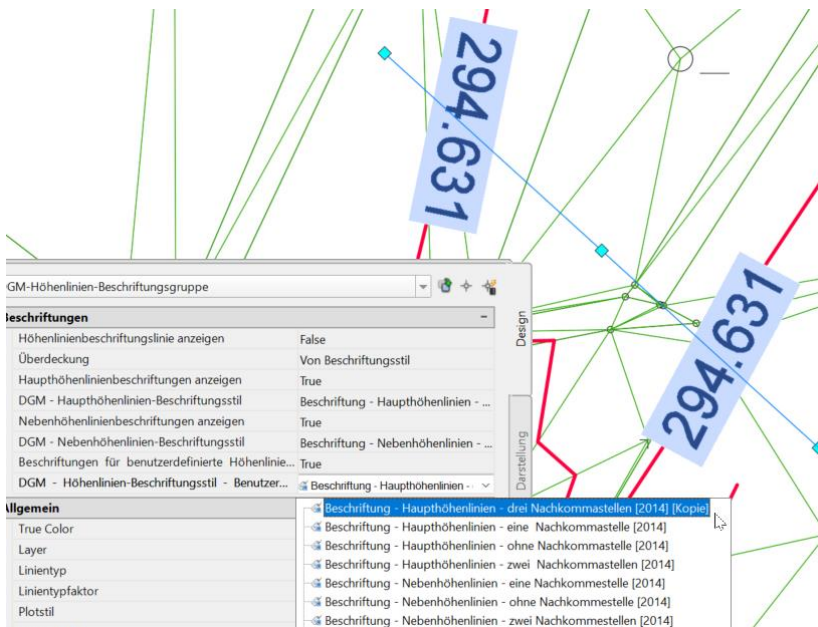 294.631
294.631
DGM-Höhenlinien-Beschriftungsgruppe
Beschriftungen
Höhenlinienbeschriftungslinie anzeigen False
Überdeckung Von Beschriftungsstil
Haupthöhenlinienbeschriftungen anzeigen True
DGM - Haupthöhenlinien-Beschriftungsstil Beschriftung - Haupthöhenlinien - ...
Nebenhöhenlinienbeschriftungen anzeigen True
DGM - Nebenhöhenlinien-Beschriftungsstil Beschriftung - Nebenhöhenlinien - ...
Beschriftungen für benutzerdefinierte Höhenlinie... True
DGM - Höhenlinien-Beschriftungsstil - Benutzer... Beschriftung - Haupthöhenlinien -
Allgemein
True Color
Layer
Linientyp
Linientypfaktor
Plotstil
Beschriftung - Haupthöhenlinien - drei Nachkommastellen [2014] [Kopie]
Beschriftung - Haupthöhenlinien - eine Nachkommastelle [2014]
Beschriftung - Haupthöhenlinien - ohne Nachkommastelle [2014]
Beschriftung - Haupthöhenlinien - zwei Nachkommastellen [2014]
Beschriftung - Nebenhöhenlinien - eine Nachkommestelle [2014]
Beschriftung - Nebenhöhenlinien - ohne Nachkommestelle [2014]
Beschriftung - Nebenhöhenlinien - zwei Nachkommastellen [2014]
Design
Darstellung